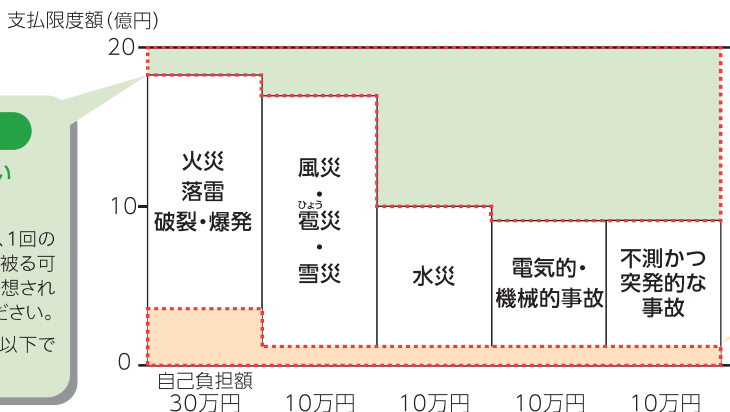 支払限度額(億円)
20
い
火災
落雷
破裂・爆発
風災
・
ひょう
雹災
・
雪災
10
、1回の
被る可
想され
ださい。
以下で
水災
電気的・
機械的事故
不測かつ
突発的な
事故
0
自己負担額
30万円 10万円 10万円 10万円 10万円